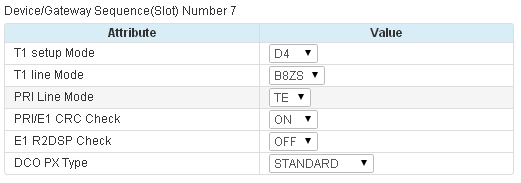 Device/Gateway Sequence(Slot) Number 7
Attribute Value
T1 setup Mode D4
T1 line Mode B8ZS
PRI Line Mode TE
PRI/E1 CRC Check ON
E1 R2DSP Check OFF
DCO PX Type STANDARD